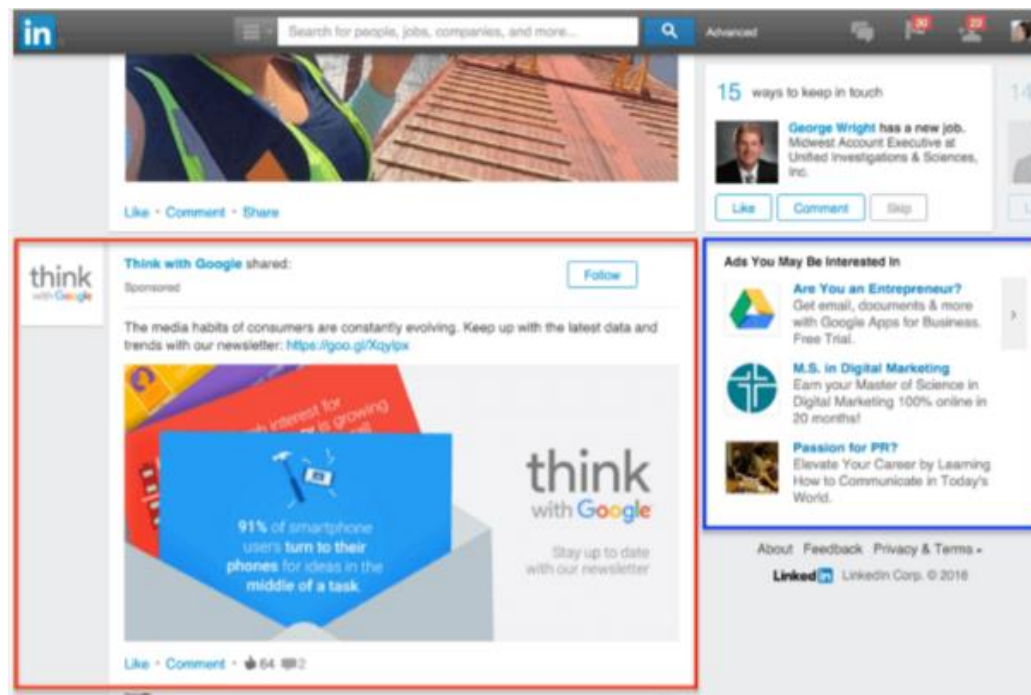 in
Search for people, jobs, companies, and more...
Advanced
30
23
Like • Comment • Share
15 ways to keep in touch
14
George Wright has a new job.
Midwest Account Executive at
Unified Investigations & Sciences,
Inc.
Like Comment Skip
L
think
with Google
Think with Google shared:
Sponsored
Follow
The media habits of consumers are constantly evolving. Keep up with the latest data and
trends with our newsletter: https://goo.gl/Xqylpx
interest for
is growing
91% of smartphone
users turn to their
phones for ideas in the
middle of a task
think
with Google
Stay up to date
with our newsletter
Like • Comment • 64 2
Ads You May Be Interested In
Are You an Entrepreneur?
Get email, documents & more
with Google Apps for Business.
Free Trial.
M.S. in Digital Marketing
Earn your Master of Science in
Digital Marketing 100% online in
20 months!
Passion for PR?
Elevate Your Career by Learning
How to Communicate in Today's
World.
About Feedback Privacy & Terms
LinkedIn LinkedIn Corp. © 2016